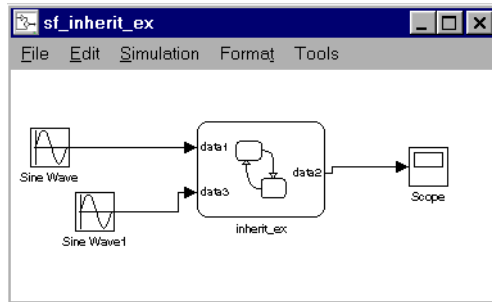 sf_inherit_ex
File Edit Simulation Format Tools
data1
data2
data3
Sine Wave
Scope
Sine Wave1
inherit_ex